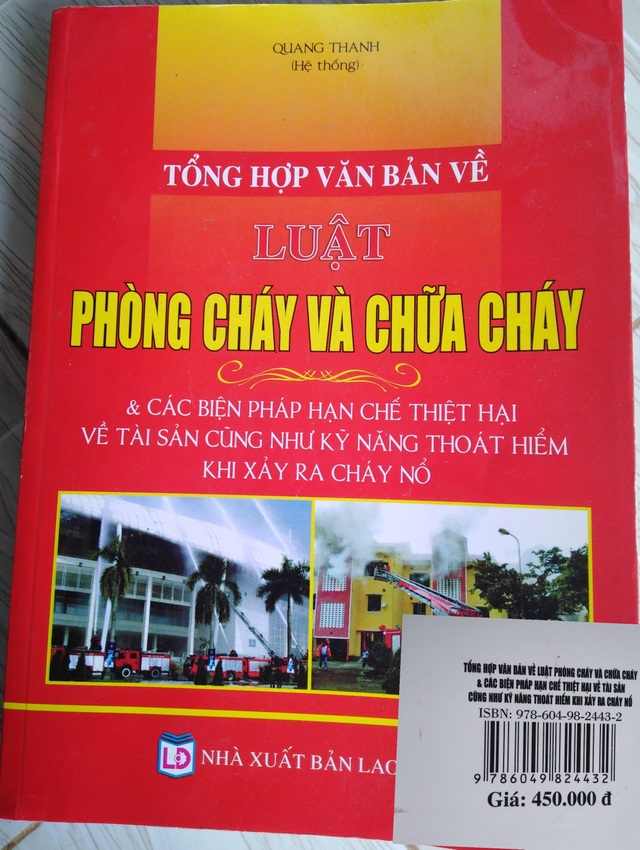 QUANG THANH
(Hệ thống)
TỔNG HỢP VĂN BẢN VỀ
LUẬT
PHÒNG CHÁY VÀ CHỮA CHÁY
& CÁC BIỆN PHÁP HẠN CHẾ THIỆT HẠI
VỀ TÀI SẢN CŨNG NHƯ KỸ NĂNG THOÁT HIỂM
KHI XẢY RA CHÁY NỔ
LĐ NHÀ XUẤT BẢN LAO
TỔNG HỢP VĂN BẢN VỀ LUẬT PHÒNG CHÁY VÀ CHỮA CHÁY
& CÁC BIỆN PHÁP HẠN CHẾ THIỆT HẠI VỀ TÀI SẢN
CŨNG NHƯ KỸ NĂNG THOÁT HIỂM KHI XẢY RA CHÁY NỔ
ISBN: 978-604-98-2443-2
9 786049 824432
Giá: 450.000 đ